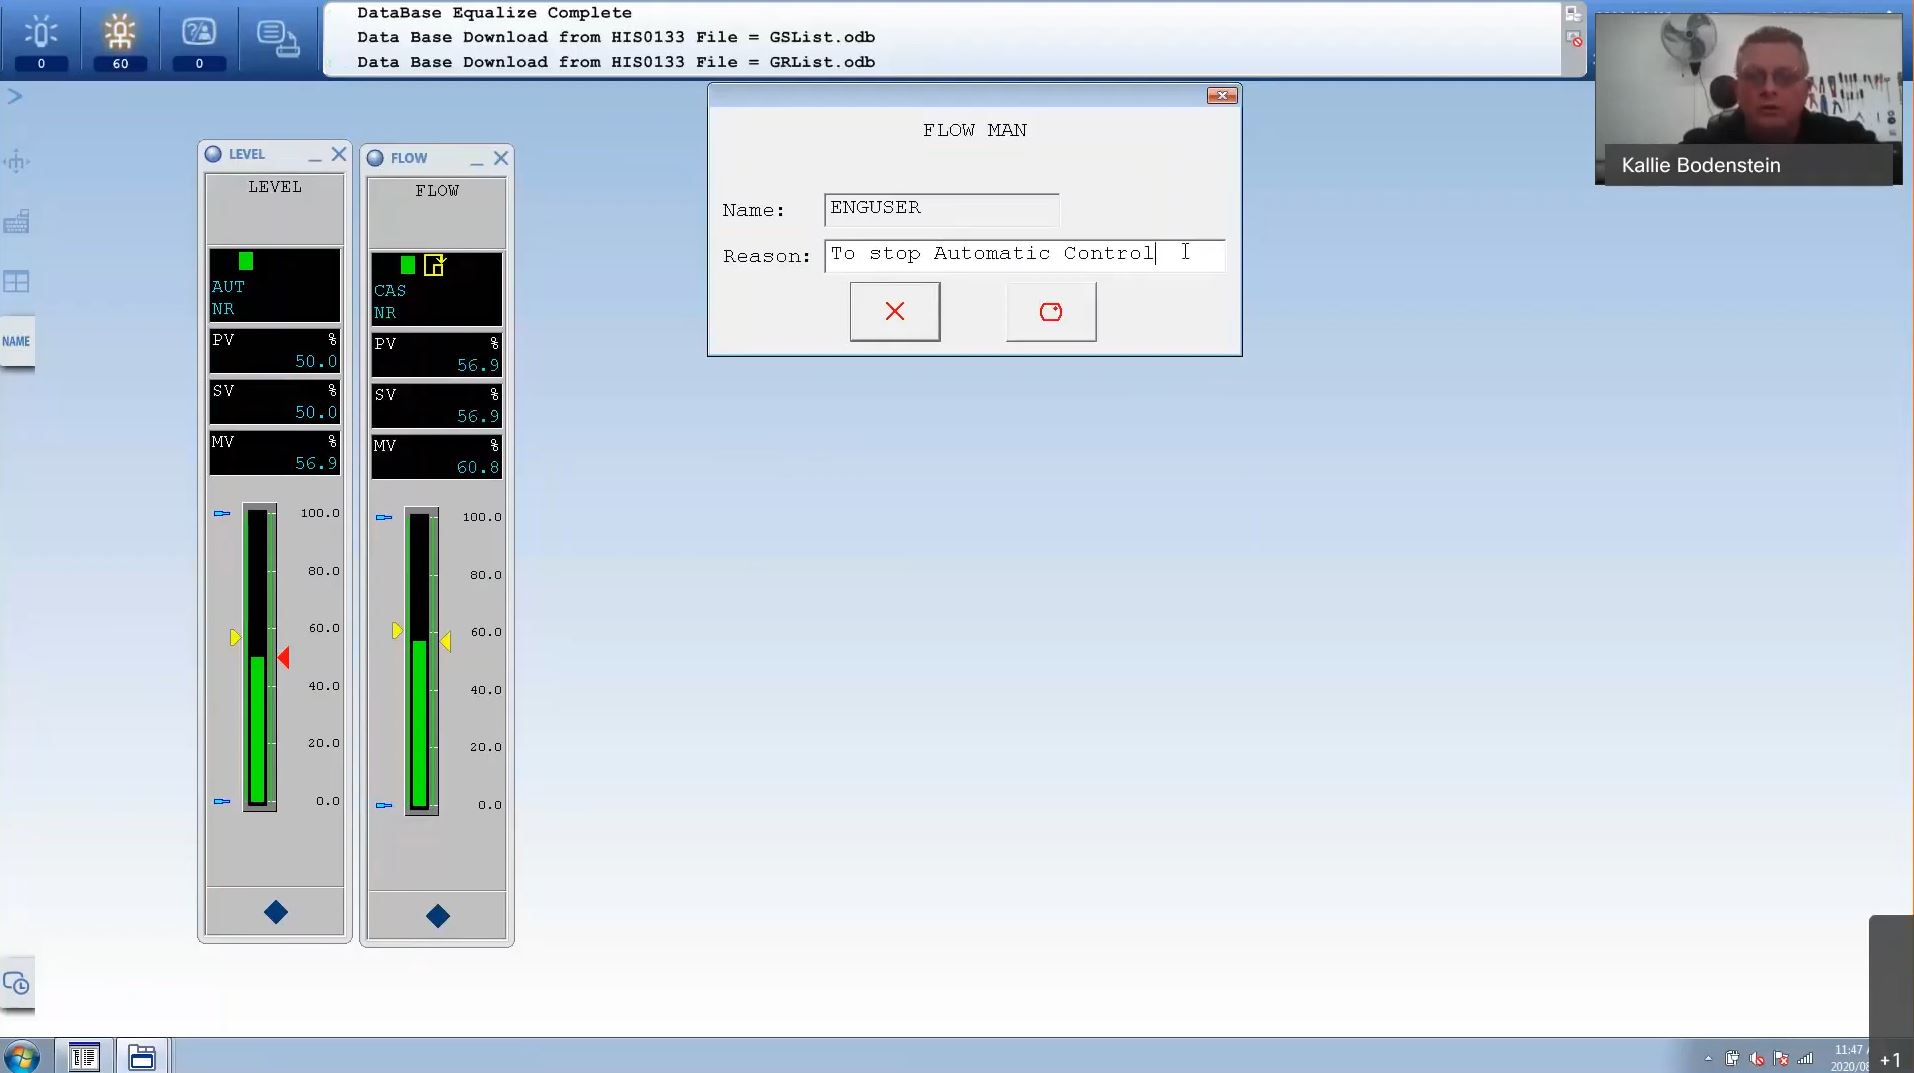 DataBase Equalize Complete
Data Base Download from HIS0133 File = GSList.odb
Data Base Download from HIS0133 File = GRList.odb
0
60
0
Kallie Bodenstein
FLOW MAN
Name: ENGUSER
Reason: To stop Automatic Control
NAME
LEVEL
LEVEL
AUT
NR
PV %
50.0
SV %
50.0
MV %
56.9
100.0
80.0
60.0
40.0
20.0
0.0
FLOW
FLOW
CAS
NR
PV %
56.9
SV %
56.9
MV %
60.8
100.0
80.0
60.0
40.0
20.0
0.0
11:47
+1